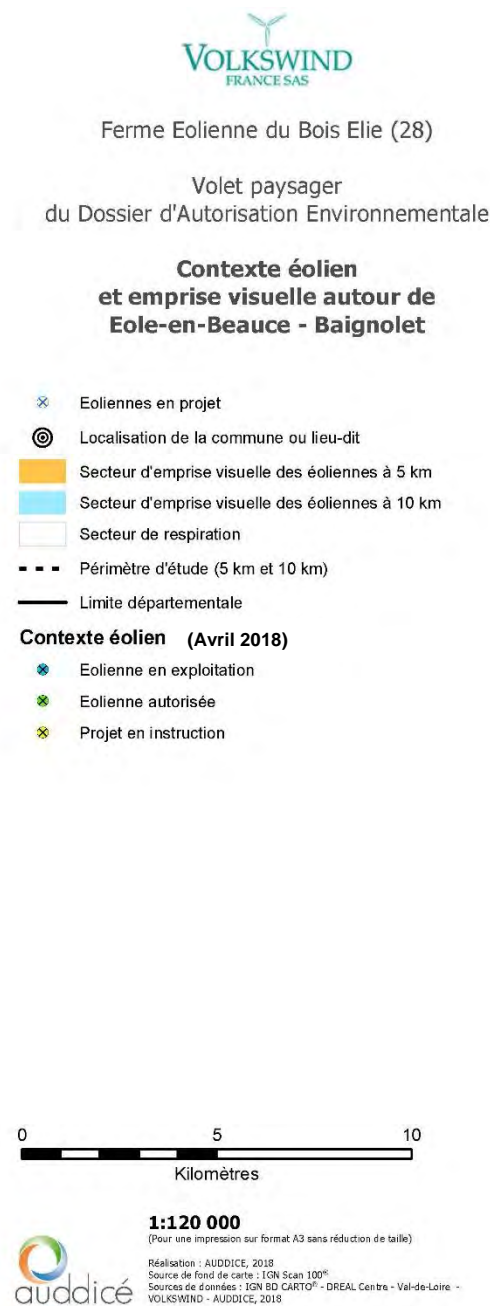 VOLKSWIND
FRANCE SAS
Ferme Eolienne du Bois Elie (28)
Volet paysager
du Dossier d'Autorisation Environnementale
Contexte éolien
et emprise visuelle autour de
Eole-en-Beauce - Baignolet
Eoliennes en projet
Localisation de la commune ou lieu-dit
Secteur d'emprise visuelle des éoliennes à 5 km
Secteur d'emprise visuelle des éoliennes à 10 km
Secteur de respiration
Périmètre d'étude (5 km et 10 km)
Limite départementale
Contexte éolien (Avril 2018)
Eolienne en exploitation
Eolienne autorisée
Projet en instruction
0 5 10
Kilomètres
1:120 000
(Pour une impression sur format A3 sans réduction de taille)
Réalisation : AUDDICE, 2018
Source de fond de carte : IGN Scan 100®
Sources de données : IGN BD CARTO® - DREAL Centre - Val-de-Loire -
VOLKSWIND - AUDDICE, 2018
auddicé